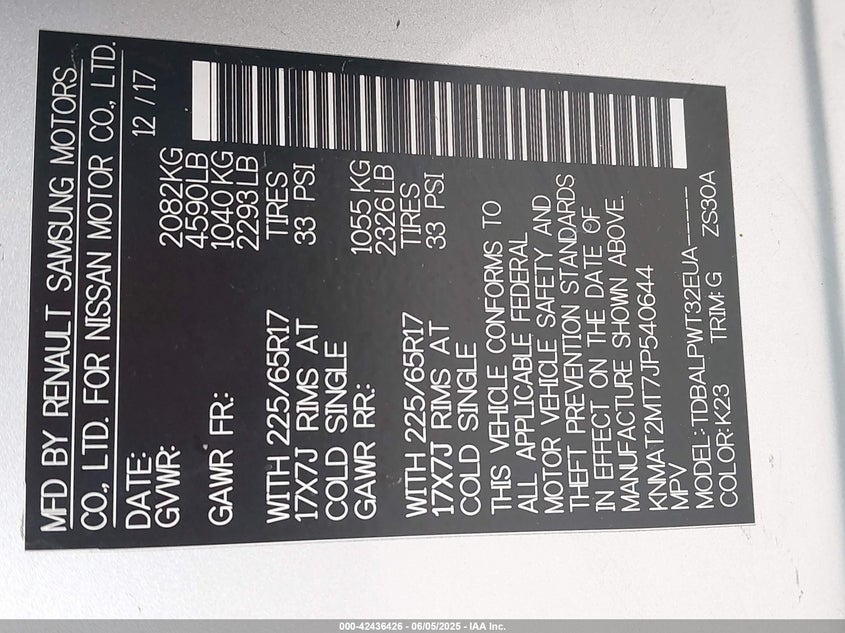 MFD BY RENAULT SAMSUNG MOTORS
CO., LTD. FOR NISSAN MOTOR CO., LTD.
DATE: 12 / 17
GVWR: 2082KG
4590LB
GAWR FR: 1040 KG
2293LB
WITH 225/65R17 TIRES
17X7J RIMS AT 33 PSI
COLD SINGLE
GAWR RR: 1055 KG
2326LB
WITH 225/65R17 TIRES
17X7J RIMS AT 33 PSI
COLD SINGLE
THIS VEHICLE CONFORMS TO
ALL APPLICABLE FEDERAL
MOTOR VEHICLE SAFETY AND
THEFT PREVENTION STANDARDS
IN EFFECT ON THE DATE OF
MANUFACTURE SHOWN ABOVE.
KNMAT2MT7JP540644
MPV
MODEL: TDBALPWT32EUA-----
COLOR: K23 TRIM: G ZS30A
000-42436426 - 06/05/2025 - IAA Inc.